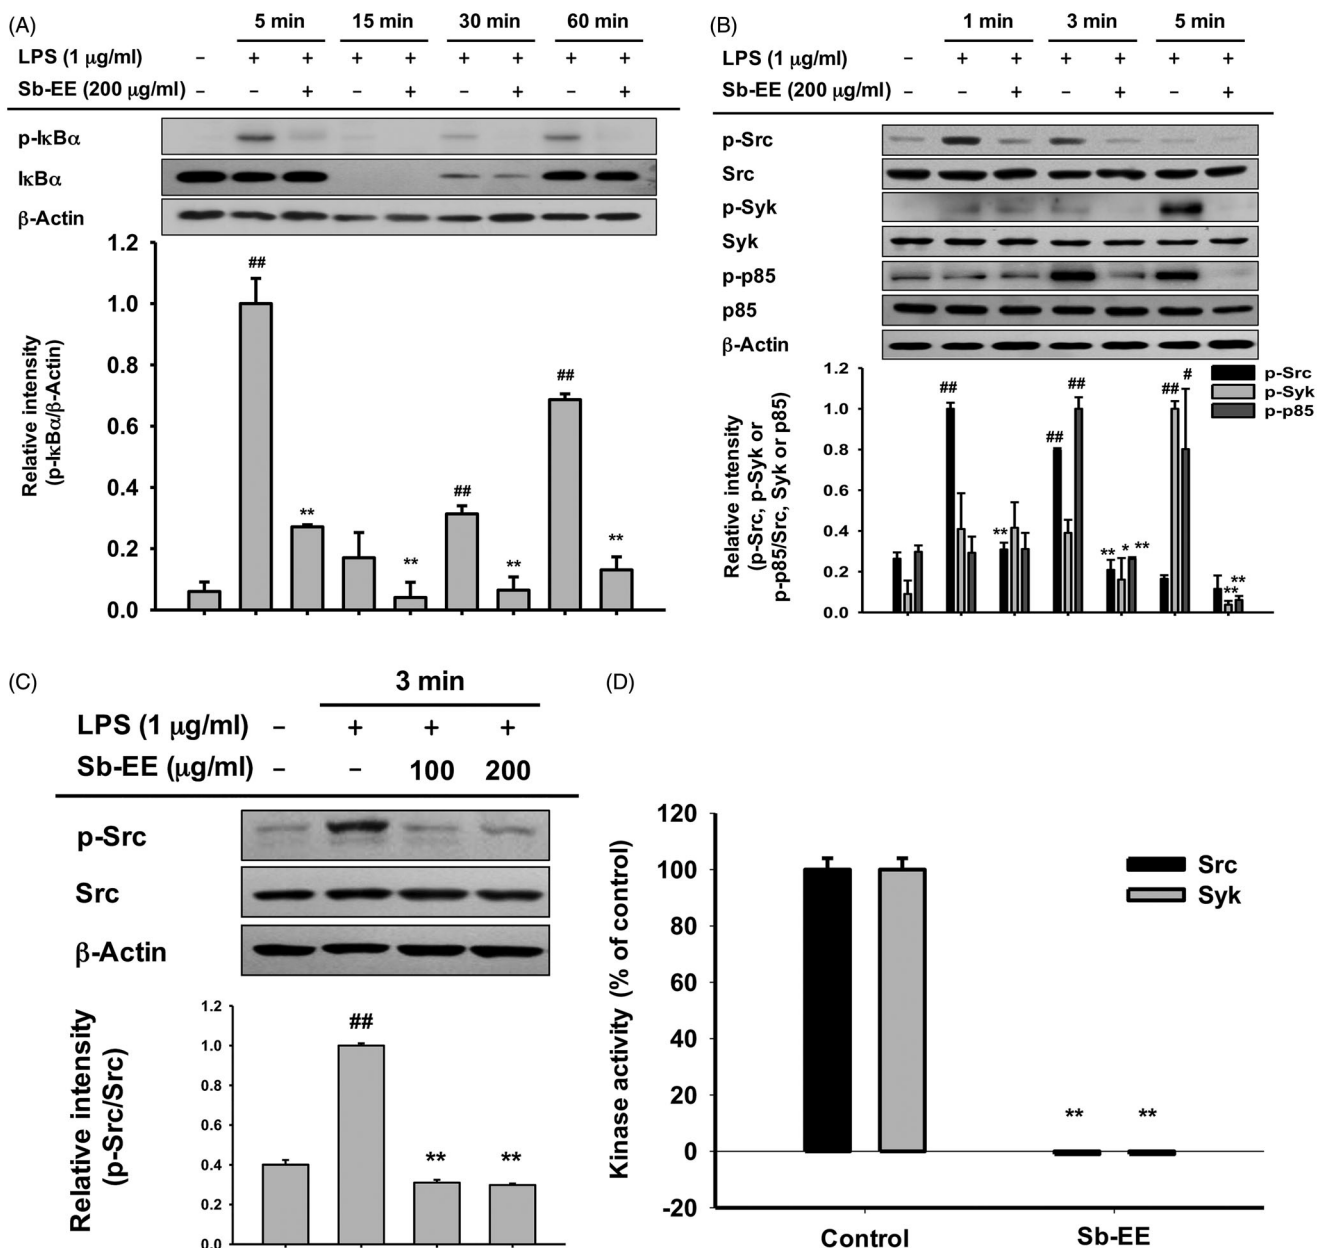 (A)
5 min 15 min 30 min 60 min
LPS (1 μg/ml) – + + + + + + + +
Sb-EE (200 μg/ml) – – + – + – + – +
p-IκBα
IκBα
β-Actin
1.2
1.0
0.8
0.6
0.4
0.2
0.0
Relative intensity
(p-IκBα/β-Actin)
## ** ** ## ** ## **
(B)
1 min 3 min 5 min
LPS (1 μg/ml) – + + + + + +
Sb-EE (200 μg/ml) – – + – + – +
p-Src
Src
p-Syk
Syk
p-p85
p85
β-Actin
1.2
1.0
0.8
0.6
0.4
0.2
0.0
Relative intensity
(p-Src, p-Syk or
p-p85/Src, Syk or p85)
## ** ## ## ** * ** ## # ** **
p-Src
p-Syk
p-p85
(C)
3 min
LPS (1 μg/ml) – + + +
Sb-EE (μg/ml) – – 100 200
p-Src
Src
β-Actin
1.2
1.0
0.8
0.6
0.4
0.2
0.0
Relative intensity
(p-Src/Src)
## ** **
(D)
120
100
80
60
40
20
0
-20
Kinase activity (% of control)
Src
Syk
** **
Control Sb-EE